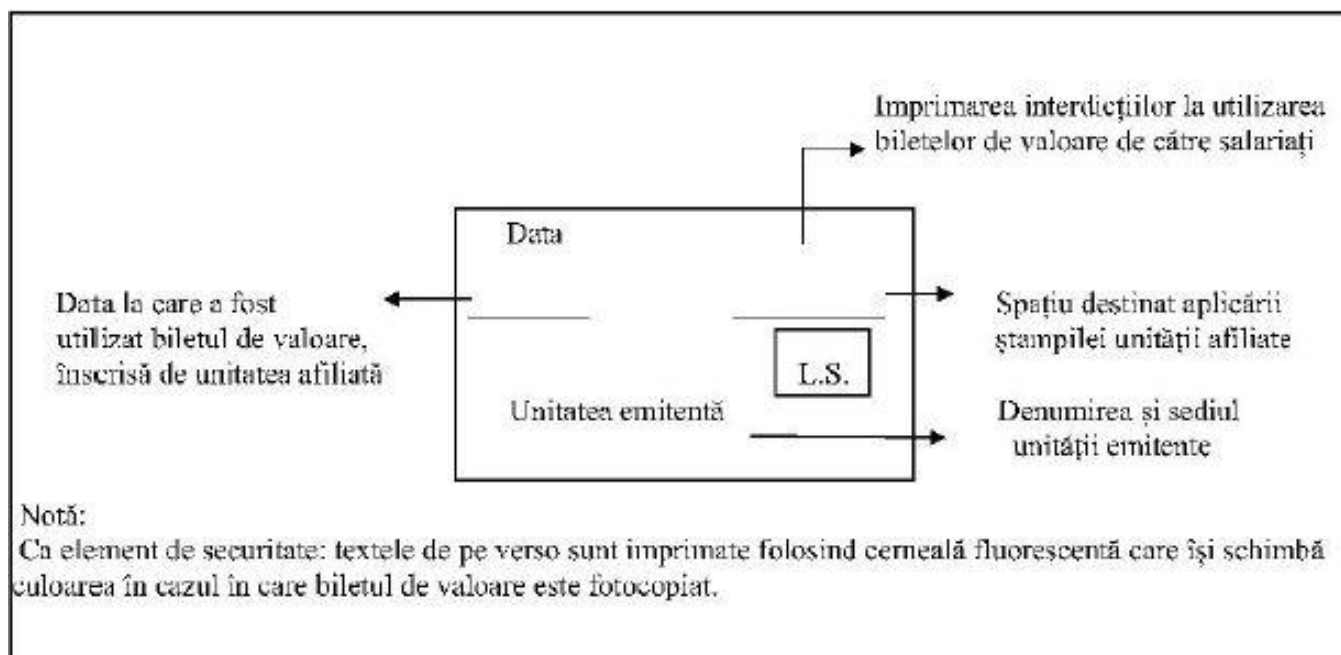 Imprimarea interdicțiilor la utilizarea
biletelor de valoare de către salariați
Data
Data la care a fost
utilizat biletul de valoare,
înscrisă de unitatea afiliată
Spațiu destinat aplicării
ștampilei unității afiliate
L.S.
Unitatea emitentă
Denumirea și sediul
unității emitente
Notă:
Ca element de securitate: textele de pe verso sunt imprimate folosind cerneală fluorescentă care își schimbă
culoarea în cazul în care biletul de valoare este fotocopiat.